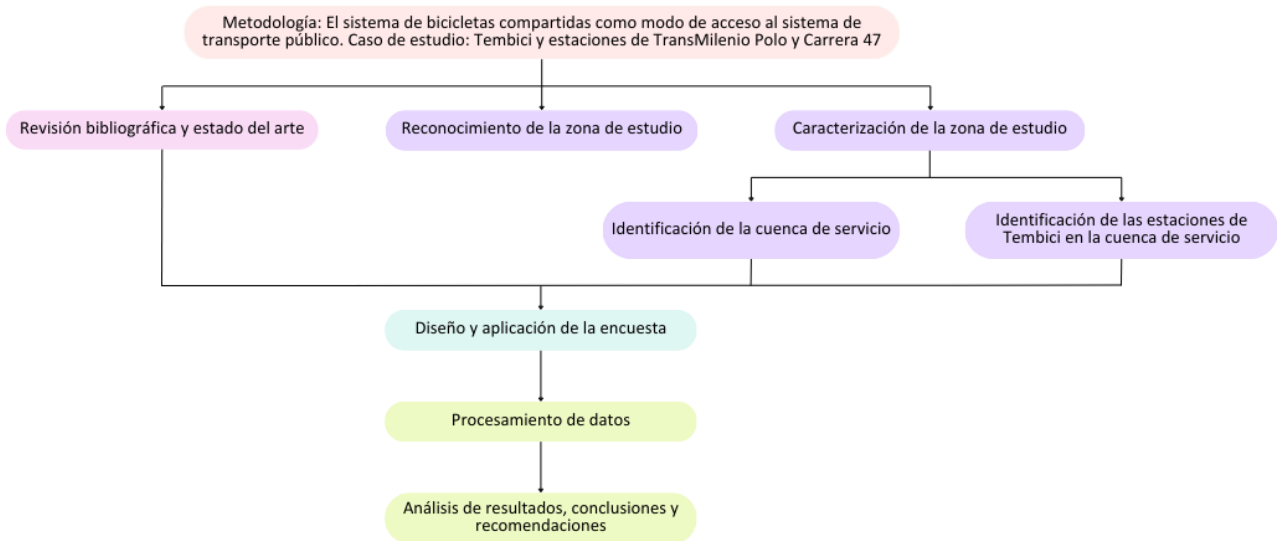 Metodología: El sistema de bicicletas compartidas como modo de acceso al sistema de
transporte público. Caso de estudio: Tembici y estaciones de TransMilenio Polo y Carrera 47
Revisión bibliográfica y estado del arte
Reconocimiento de la zona de estudio
Caracterización de la zona de estudio
Identificación de la cuenca de servicio
Identificación de las estaciones de
Tembici en la cuenca de servicio
Diseño y aplicación de la encuesta
Procesamiento de datos
Análisis de resultados, conclusiones y
recomendaciones